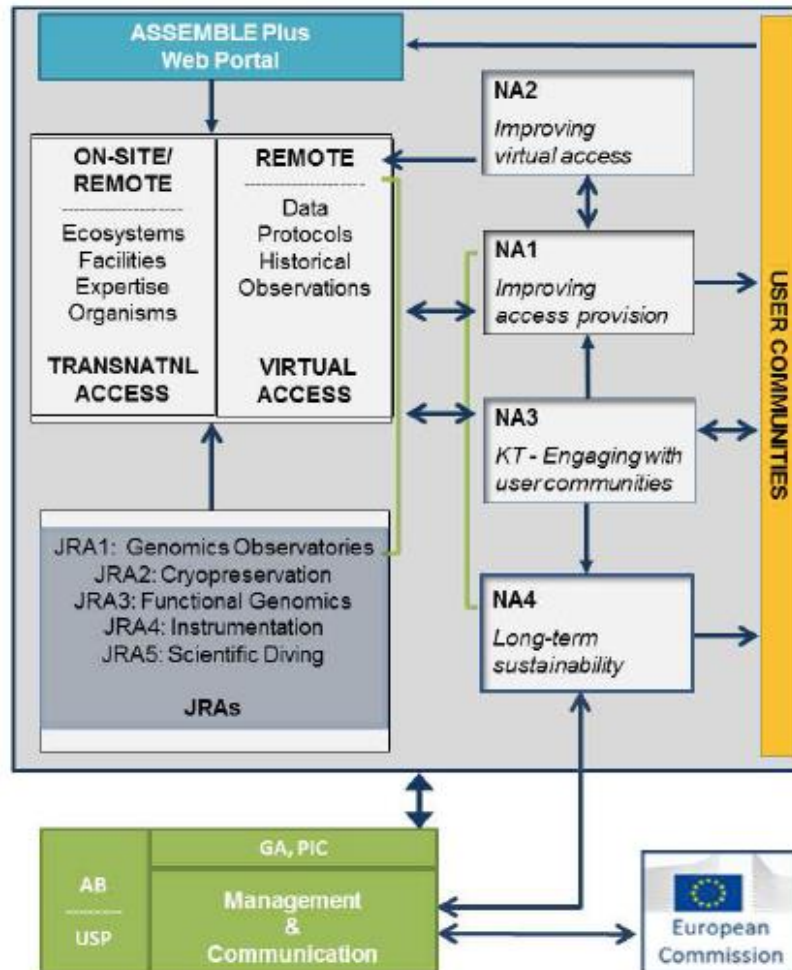 ASSEMBLE Plus
Web Portal
ON-SITE/
REMOTE
Ecosystems
Facilities
Expertise
Organisms
TRANSNATNL
ACCESS
REMOTE
Data
Protocols
Historical
Observations
VIRTUAL
ACCESS
NA2
Improving
virtual access
NA1
Improving
access provision
NA3
KT - Engaging with
user communities
NA4
Long-term
sustainability
USER COMMUNITIES
JRA1: Genomics Observatories
JRA2: Cryopreservation
JRA3: Functional Genomics
JRA4: Instrumentation
JRA5: Scientific Diving
JRAs
AB
USP
GA, PIC
Management
&
Communication
European
Commission